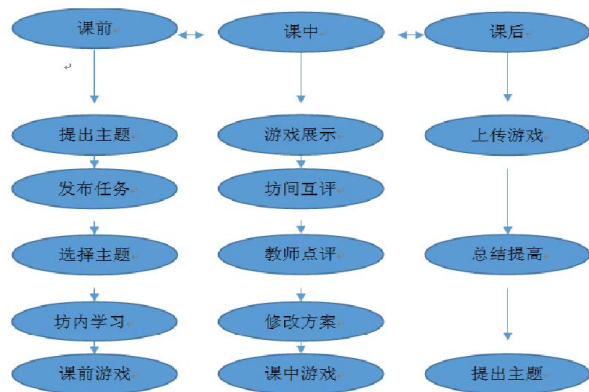 课前
课中
课后
提出主题
游戏展示
上传游戏
发布任务
坊间互评
选择主题
教师点评
总结提高
坊内学习
修改方案
课前游戏
课中游戏
提出主题